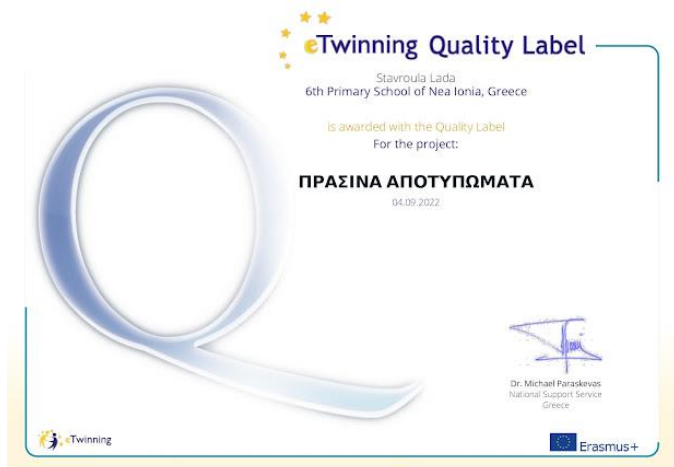 eTwinning Quality Label
Stavroula Lada
6th Primary School of Nea Ionia, Greece
is awarded with the Quality Label
For the project:
ΠΡΑΣΙΝΑ ΑΠΟΤΥΠΩΜΑΤΑ
04.09.2022
Dr. Michael Paraskevas
National Support Service
Greece
eTwinning
Erasmus+